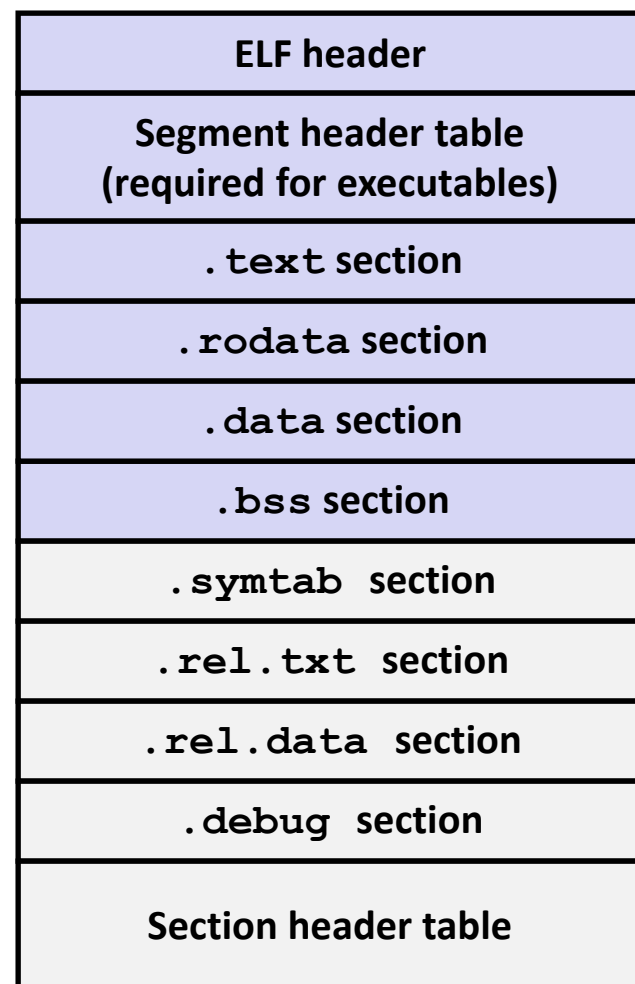 ELF header
Segment header table
(required for executables)
.text section
.rodata section
.data section
.bss section
.symtab section
.rel.txt section
.rel.data section
.debug section
Section header table